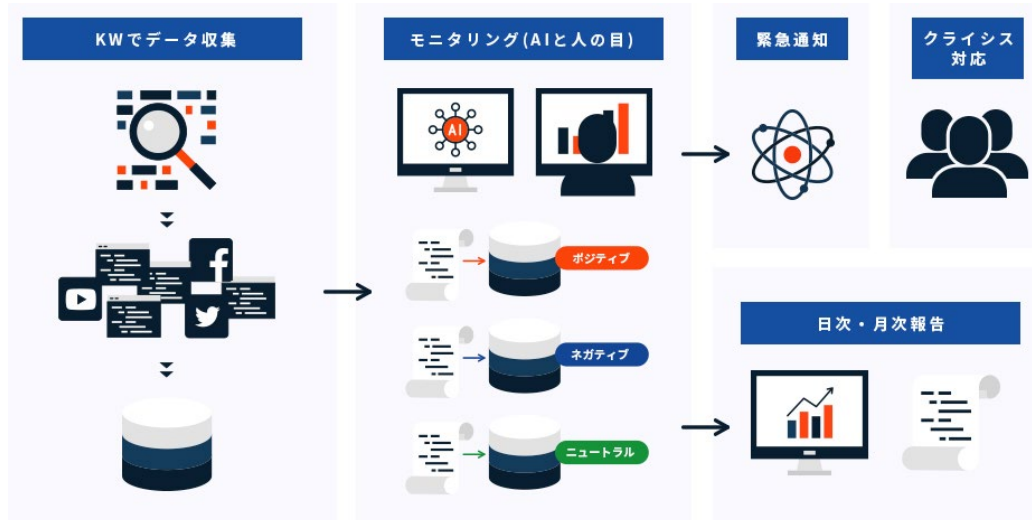 KWでデータ収集
モニタリング(AIと人の目)
緊急通知
クライシス
対応
AI
ポジティブ
ネガティブ
ニュートラル
日次・月次報告